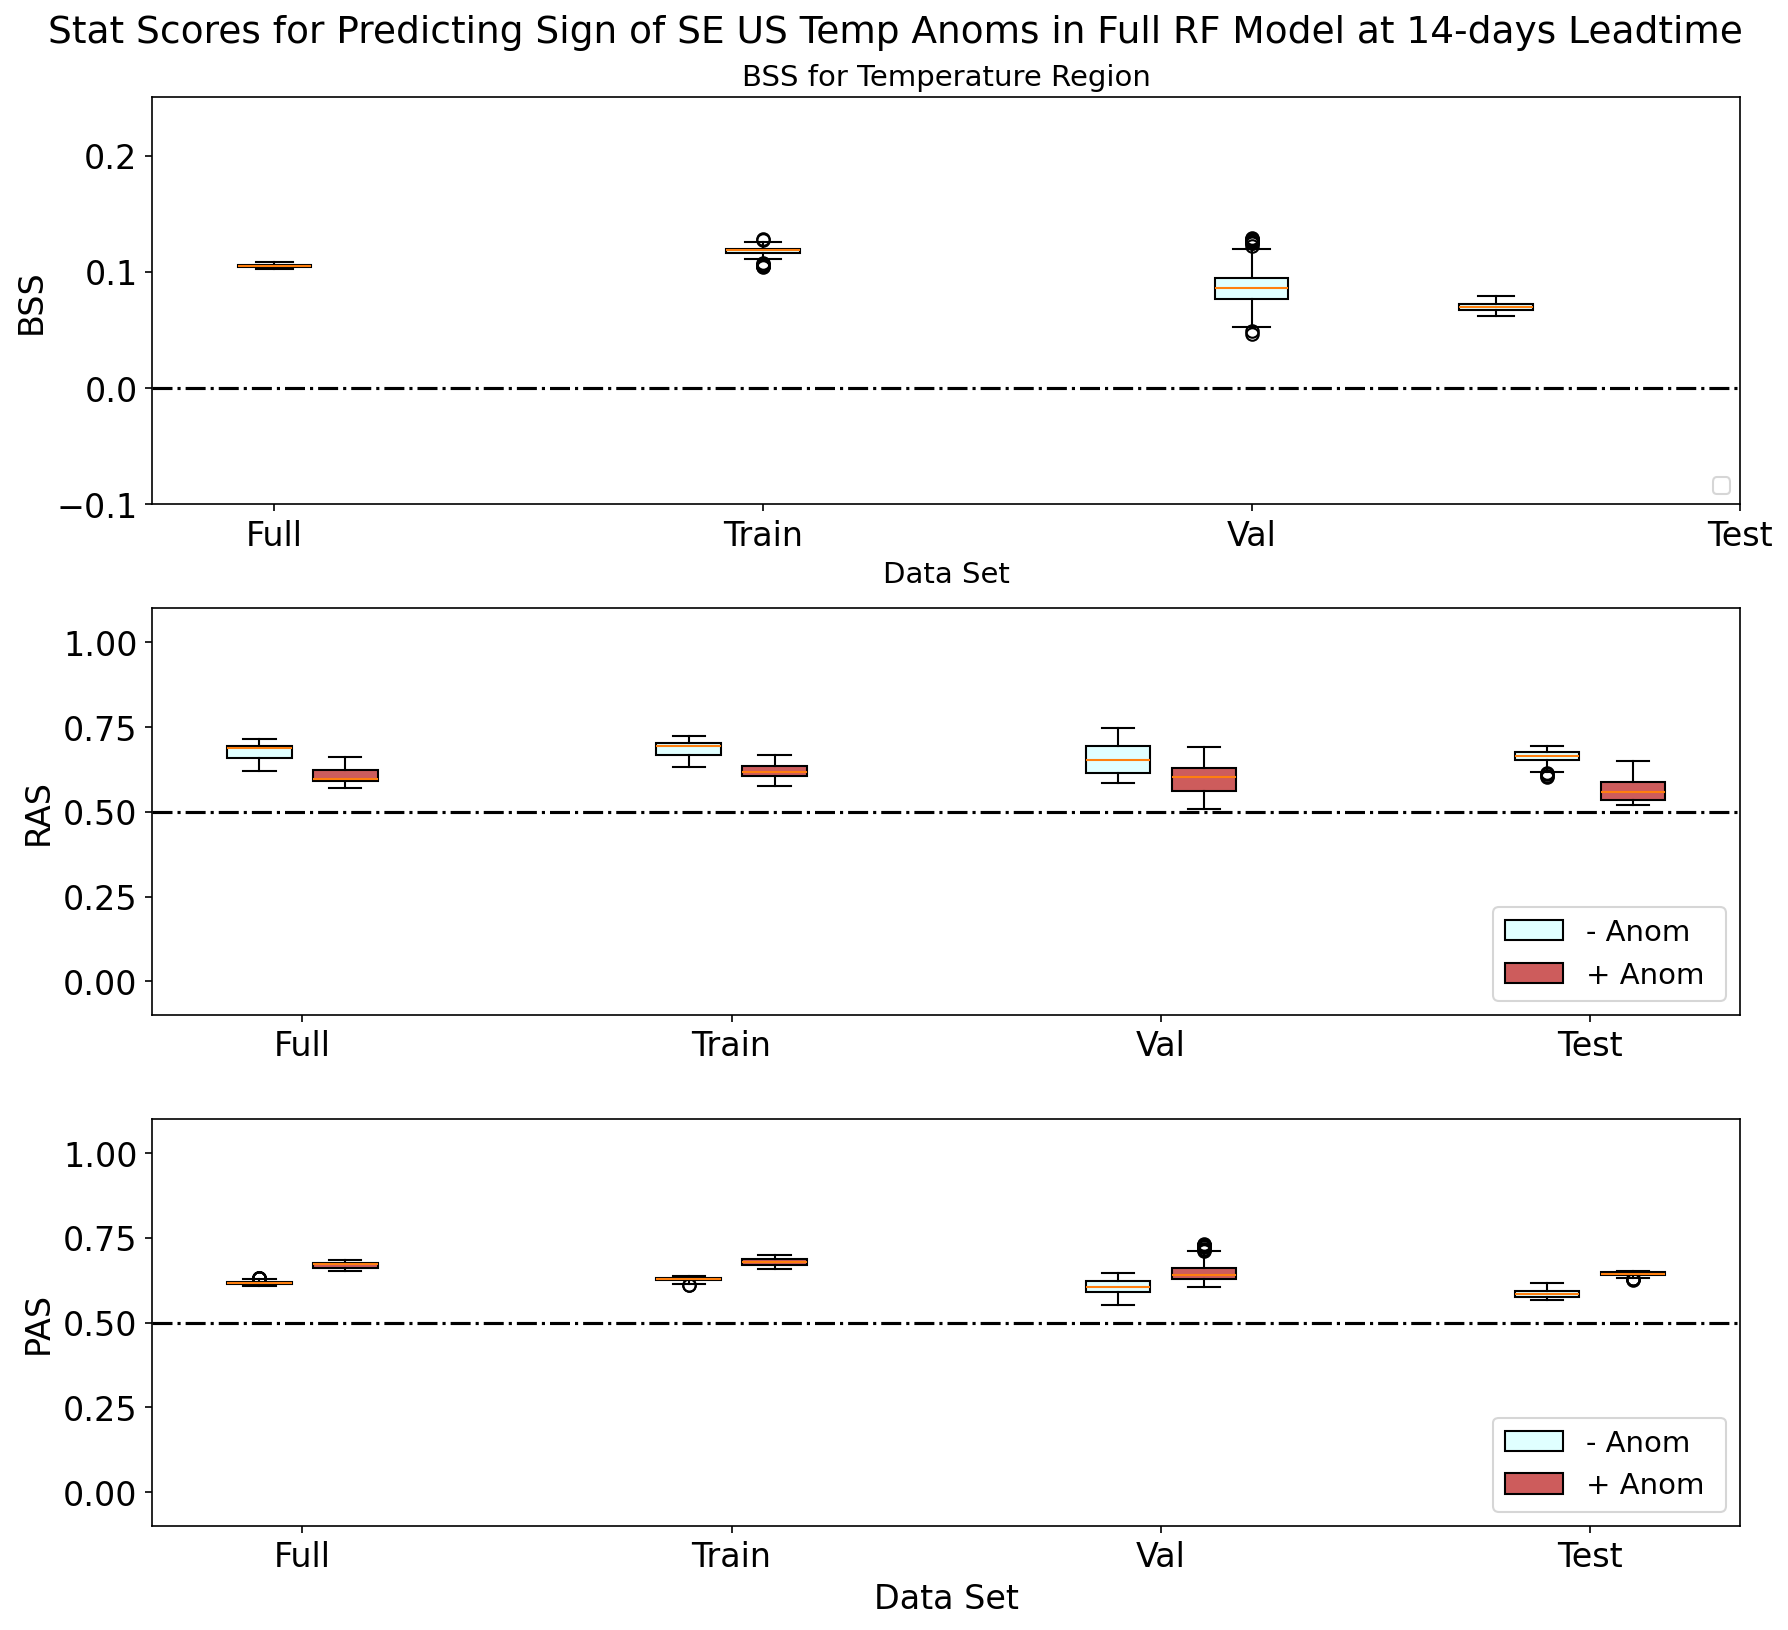 Stat Scores for Predicting Sign of SE US Temp Anoms in Full RF Model at 14-days Leadtime
BSS for Temperature Region
BSS
0.2
0.1
0.0
−0.1
Full Train Val Test
Data Set
RAS
1.00
0.75
0.50
0.25
0.00
- Anom
+ Anom
Full Train Val Test
PAS
1.00
0.75
0.50
0.25
0.00
- Anom
+ Anom
Full Train Val Test
Data Set